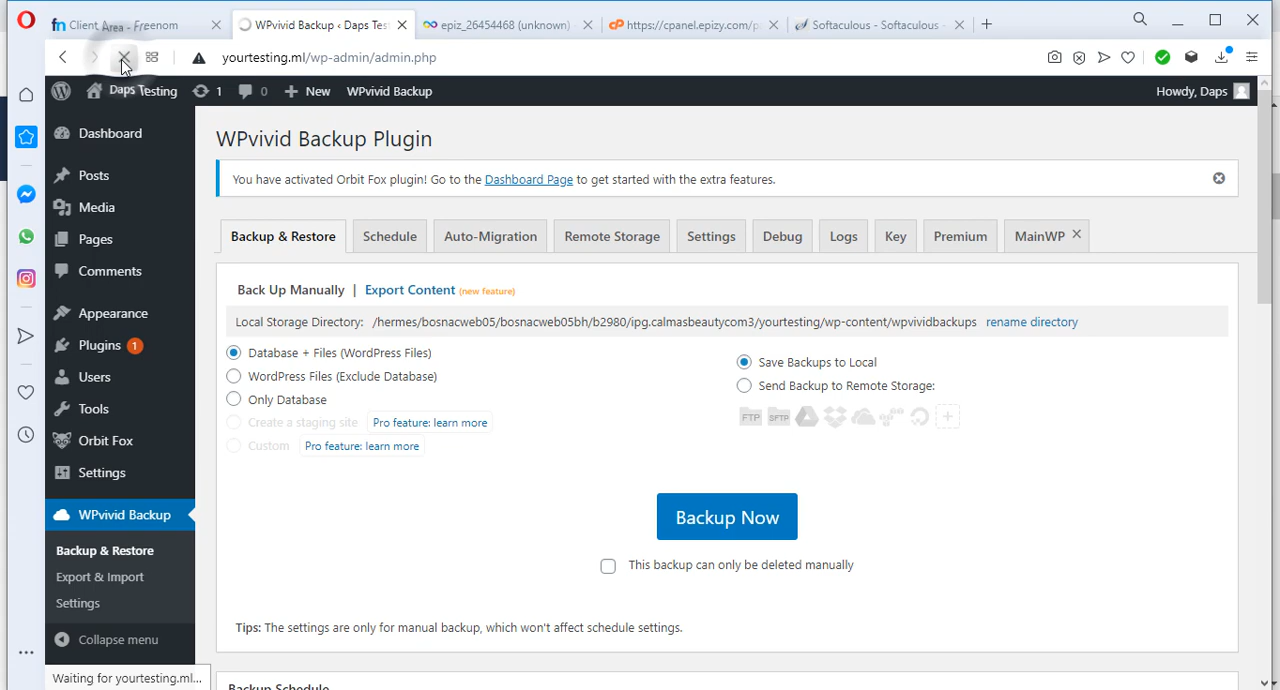 Client Area - Freenom
WPvivid Backup ‹ Daps Tes
epiz_26454468 (unknown)
https://cpanel.epizy.com/p
Softaculous - Softaculous
yourtesting.ml/wp-admin/admin.php
Daps Testing
1
0
New
WPvivid Backup
Howdy, Daps
Dashboard
Posts
Media
Pages
Comments
Appearance
Plugins 1
Users
Tools
Orbit Fox
Settings
WPvivid Backup
Backup & Restore
Export & Import
Settings
Collapse menu
Waiting for yourtesting.ml...
WPvivid Backup Plugin
You have activated Orbit Fox plugin! Go to the Dashboard Page to get started with the extra features.
Backup & Restore
Schedule
Auto-Migration
Remote Storage
Settings
Debug
Logs
Key
Premium
MainWP
Back Up Manually | Export Content (new feature)
Local Storage Directory: /hermes/bosnacweb05/bosnacweb05bh/b2980/ipg.calmasbeautycom3/yourtesting/wp-content/wpvividbackups rename directory
Database + Files (WordPress Files)
WordPress Files (Exclude Database)
Only Database
Create a staging site Pro feature: learn more
Custom Pro feature: learn more
Save Backups to Local
Send Backup to Remote Storage:
FTP SFTP
Backup Now
This backup can only be deleted manually
Tips: The settings are only for manual backup, which won't affect schedule settings.
Backup Schedule